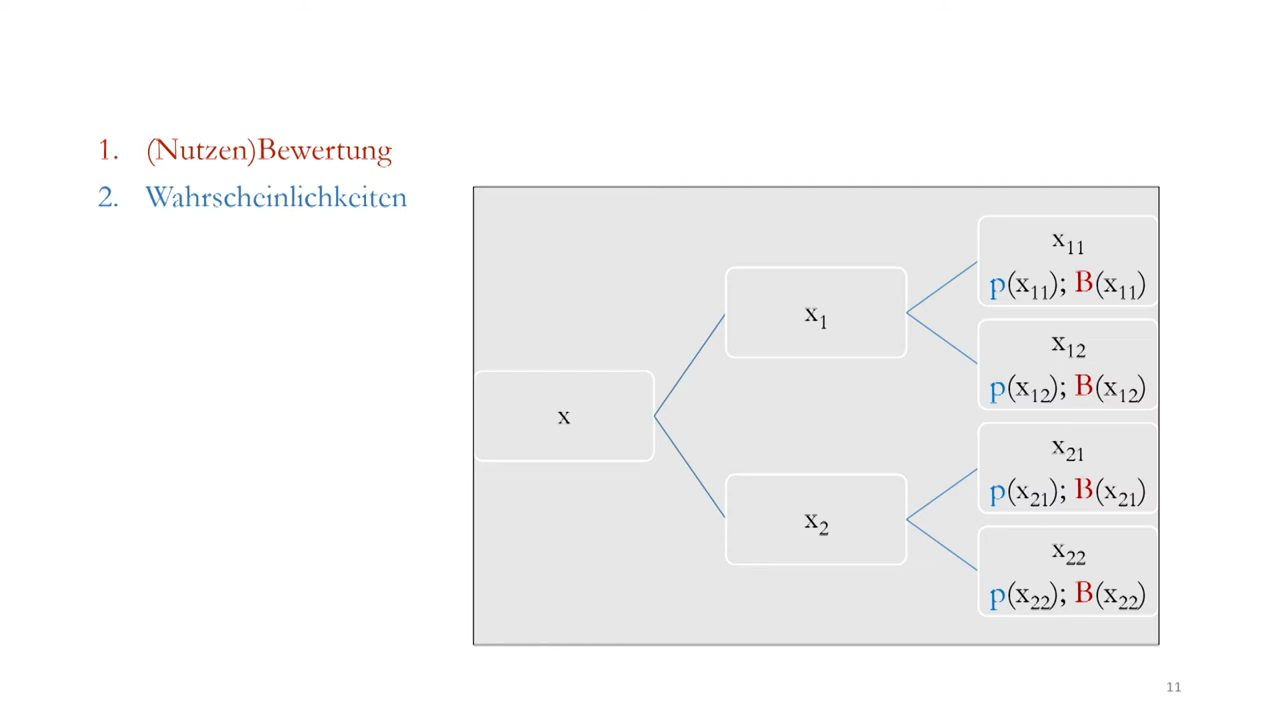 1. (Nutzen)Bewertung
2. Wahrscheinlichkeiten
x
x₁
x₂
x₁₁
p(x₁₁); B(x₁₁)
x₁₂
p(x₁₂); B(x₁₂)
x₂₁
p(x₂₁); B(x₂₁)
x₂₂
p(x₂₂); B(x₂₂)
11